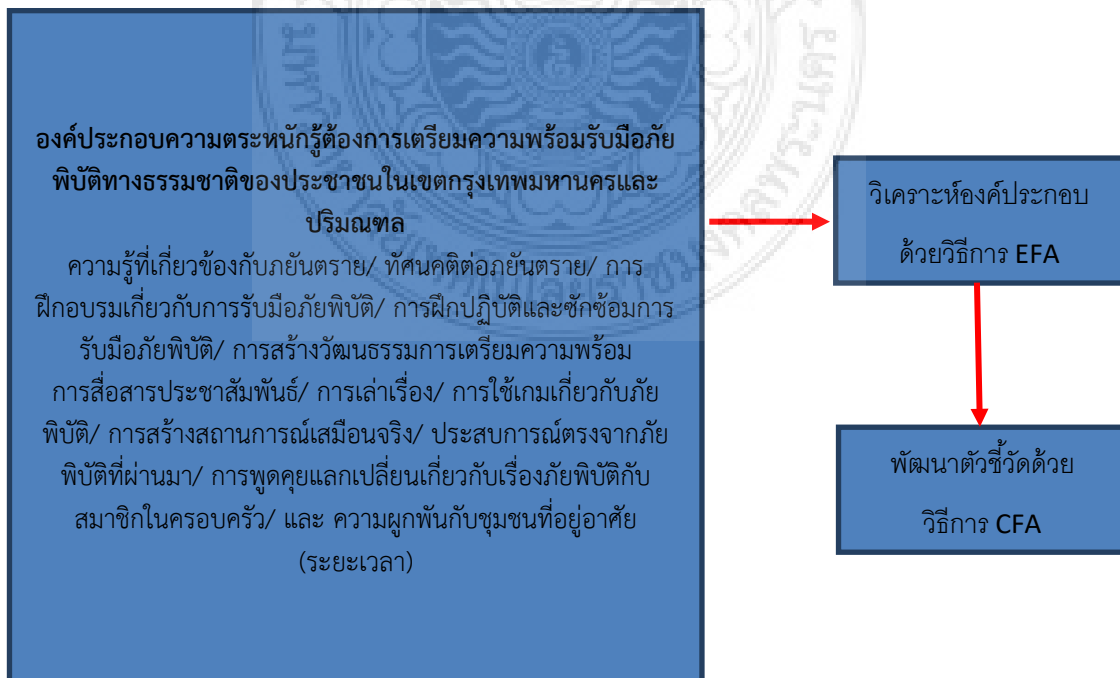 องค์ประกอบความตระหนักรู้ต้องการเตรียมความพร้อมรับมือภัย
พิบัติทางธรรมชาติของประชาชนในเขตกรุงเทพมหานครและ
ปริมณฑล
ความรู้ที่เกี่ยวข้องกับภยันตราย/ ทัศนคติต่อภยันตราย/ การ
ฝึกอบรมเกี่ยวกับการรับมือภัยพิบัติ/ การฝึกปฏิบัติและซักซ้อมการ
รับมือภัยพิบัติ/ การสร้างวัฒนธรรมการเตรียมความพร้อม
การสื่อสารประชาสัมพันธ์/ การเล่าเรื่อง/ การใช้เกมเกี่ยวกับภัย
พิบัติ/ การสร้างสถานการณ์เสมือนจริง/ ประสบการณ์ตรงจากภัย
พิบัติที่ผ่านมา/ การพูดคุยแลกเปลี่ยนเกี่ยวกับเรื่องภัยพิบัติกับ
สมาชิกในครอบครัว/ และ ความผูกพันกับชุมชนที่อยู่อาศัย
(ระยะเวลา)
วิเคราะห์องค์ประกอบ
ด้วยวิธีการ EFA
พัฒนาตัวชี้วัดด้วย
วิธีการ CFA